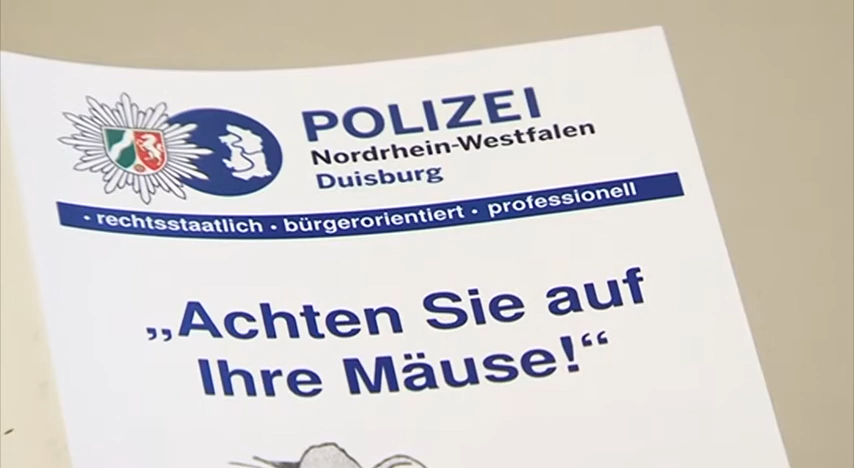 POLIZEI
Nordrhein-Westfalen
Duisburg
• rechtsstaatlich • bürgerorientiert • professionell
„Achten Sie auf
Ihre Mäuse!“